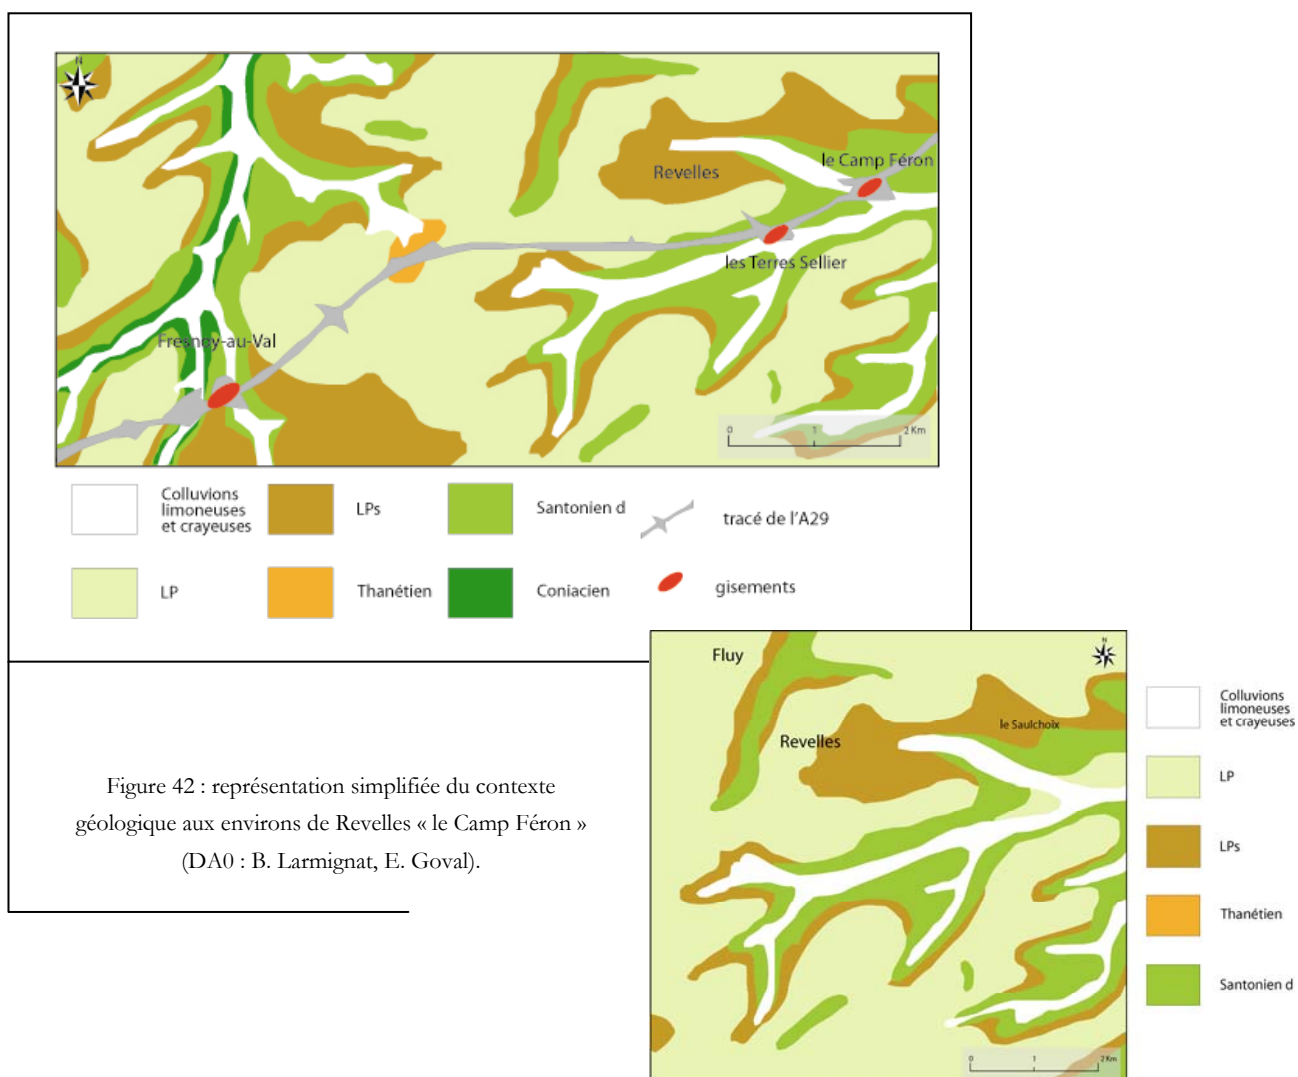 N
le Camp Féron
Revelles
les Terres Sellier
Fresnoy-au-Val
0 1 2 Km
Colluvions
limoneuses
et crayeuses
LPs
Santonien d
tracé de l'A29
LP
Thanétien
Coniacien
gisements
Figure 42 : représentation simplifiée du contexte
géologique aux environs de Revelles « le Camp Féron »
(DA0 : B. Larmignat, E. Goval).
N
Fluy
le Saulchoix
Revelles
0 1 2 Km
Colluvions
limoneuses
et crayeuses
LP
LPs
Thanétien
Santonien d